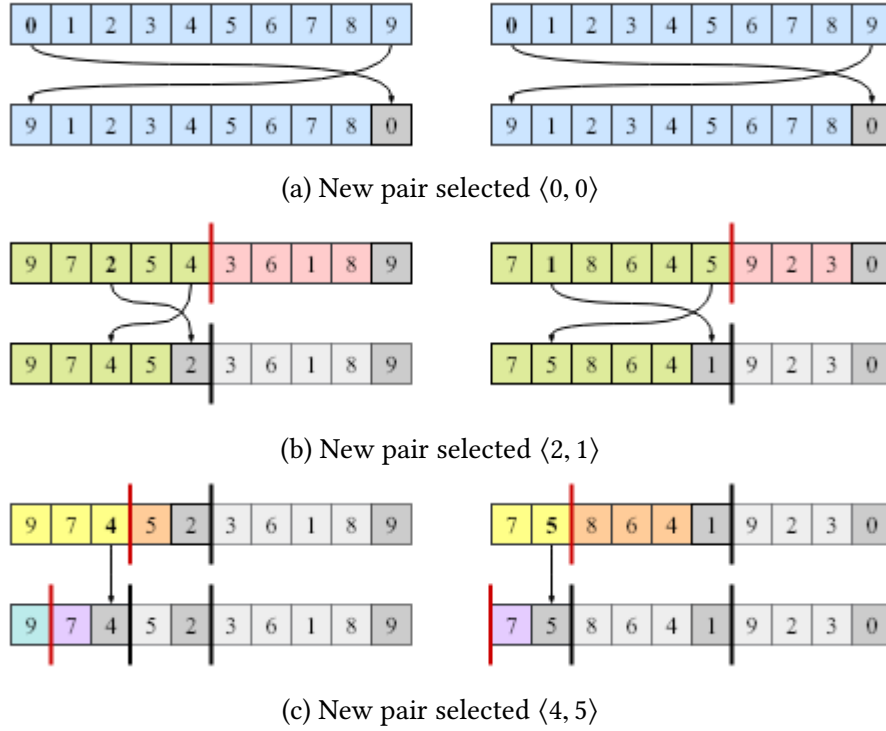 0 1 2 3 4 5 6 7 8 9 0 1 2 3 4 5 6 7 8 9
9 1 2 3 4 5 6 7 8 0 9 1 2 3 4 5 6 7 8 0
(a) New pair selected ⟨0, 0⟩
9 7 2 5 4 3 6 1 8 9 7 1 8 6 4 5 9 2 3 0
9 7 4 5 2 3 6 1 8 9 7 5 8 6 4 1 9 2 3 0
(b) New pair selected ⟨2, 1⟩
9 7 4 5 2 3 6 1 8 9 7 5 8 6 4 1 9 2 3 0
9 7 4 5 2 3 6 1 8 9 7 5 8 6 4 1 9 2 3 0
(c) New pair selected ⟨4, 5⟩